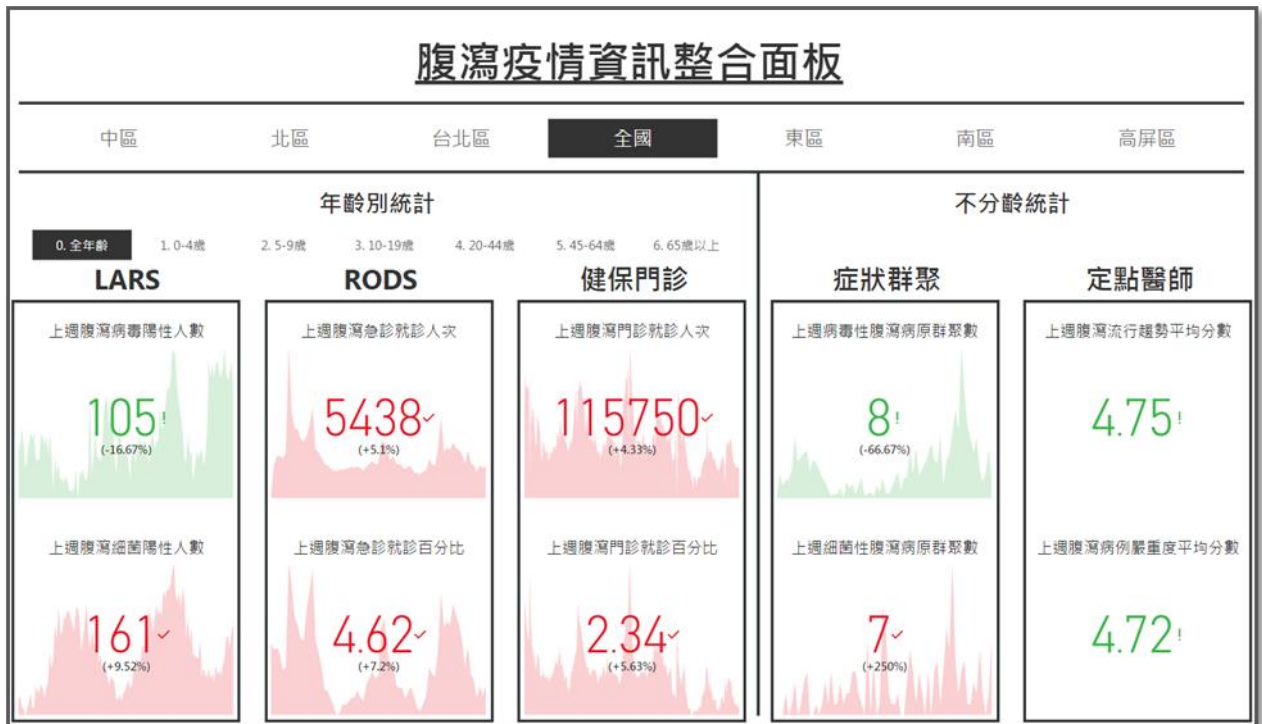 腹瀉疫情資訊整合面板
中區 北區 台北區 全國 東區 南區 高屏區
年齡別統計 不分齡統計
0. 全年齡 1. 0-4歲 2. 5-9歲 3. 10-19歲 4. 20-44歲 5. 45-64歲 6. 65歲以上
LARS RODS 健保門診 症狀群聚 定點醫師
上週腹瀉病毒陽性人數 上週腹瀉急診就診人次 上週腹瀉門診就診人次 上週病毒性腹瀉病原群聚數 上週腹瀉流行趨勢平均分數
105! 5438✓ 115750✓ 8! 4.75!
(-16.67%) (+5.1%) (+4.33%) (-66.67%)
上週腹瀉細菌陽性人數 上週腹瀉急診就診百分比 上週腹瀉門診就診百分比 上週細菌性腹瀉病原群聚數 上週腹瀉病例嚴重度平均分數
161✓ 4.62✓ 2.34✓ 7✓ 4.72!
(+9.52%) (+7.2%) (+5.63%) (+250%)